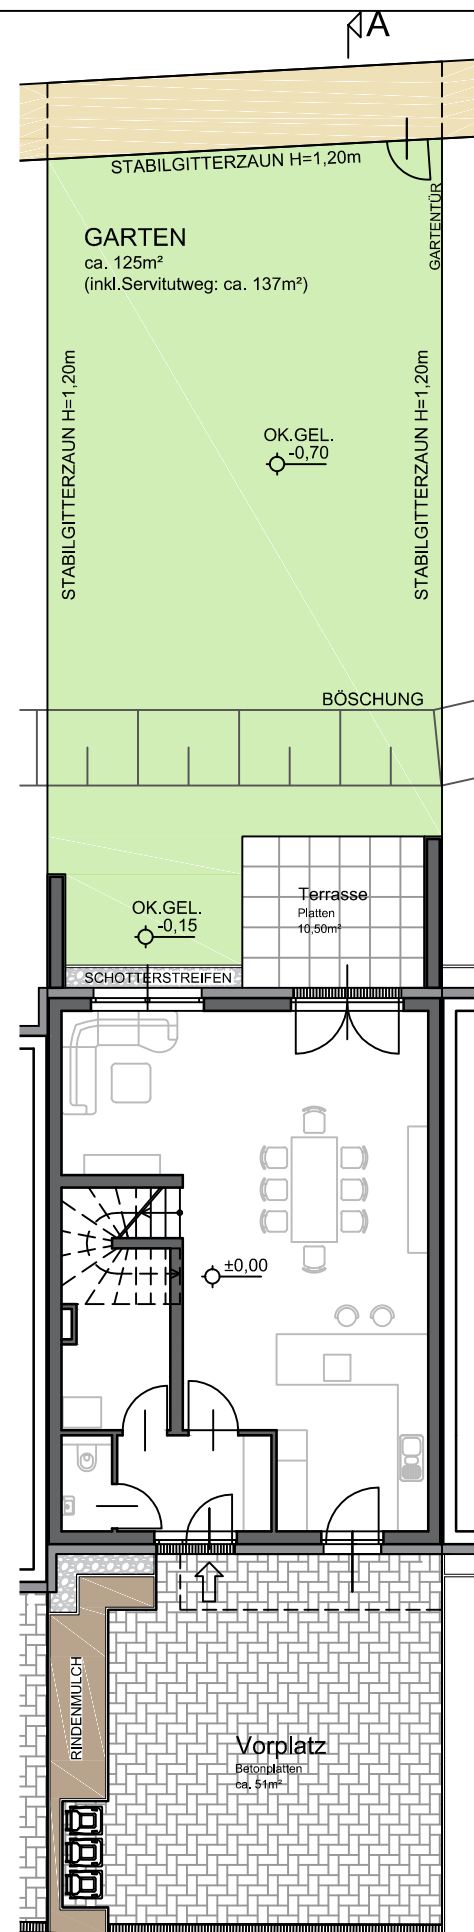 A
STABILGITTERZAUN H=1,20m
GARTENTÜR
GARTEN
ca. 125m²
(inkl.Servitutweg: ca. 137m²)
STABILGITTERZAUN H=1,20m
STABILGITTERZAUN H=1,20m
OK.GEL.
-0,70
BÖSCHUNG
Terrasse
Platten
10,50m²
OK.GEL.
-0,15
SCHOTTERSTREIFEN
±0,00
RINDENMULCH
Vorplatz
Betonplatten
ca. 51m²